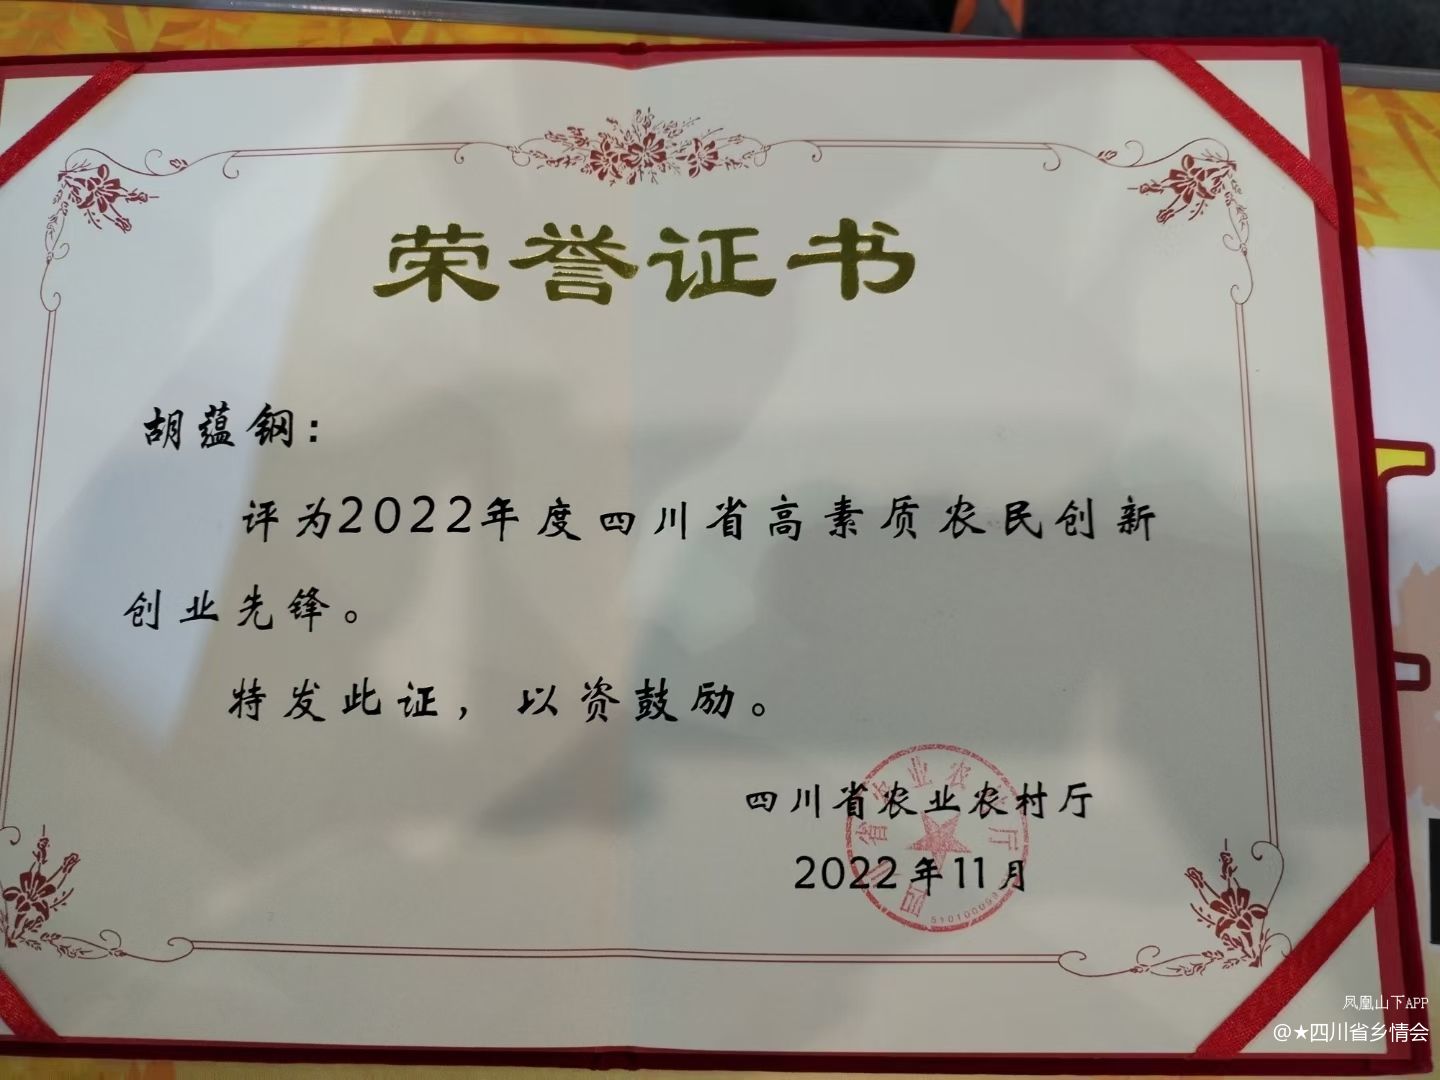 荣誉证书
胡蕴钢:
评为2022年度四川省高素质农民创新
创业先锋。
特发此证，以资鼓励。
四川省农业农村厅
2022年11月
凤凰山下APP
@★四川省乡情会